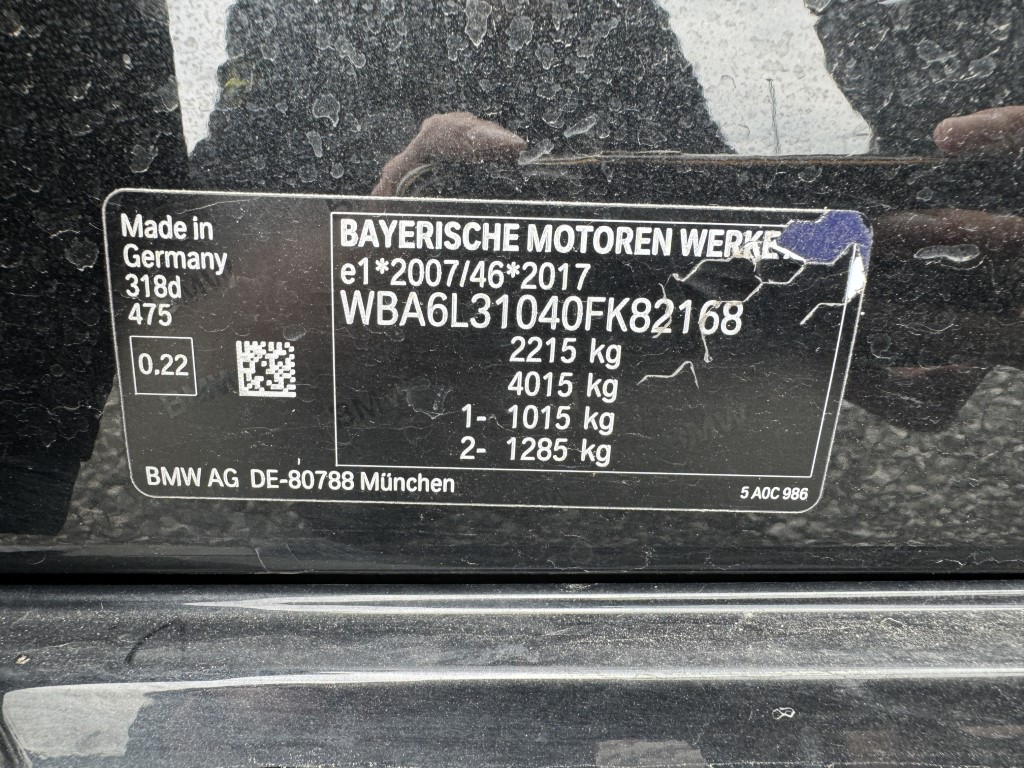 Made in
Germany
318d
475
0.22
BAYERISCHE MOTOREN WERKE
e1*2007/46*2017
WBA6L31040FK82168
2215 kg
4015 kg
1- 1015 kg
2- 1285 kg
BMW AG DE-80788 München
5 A0C 986